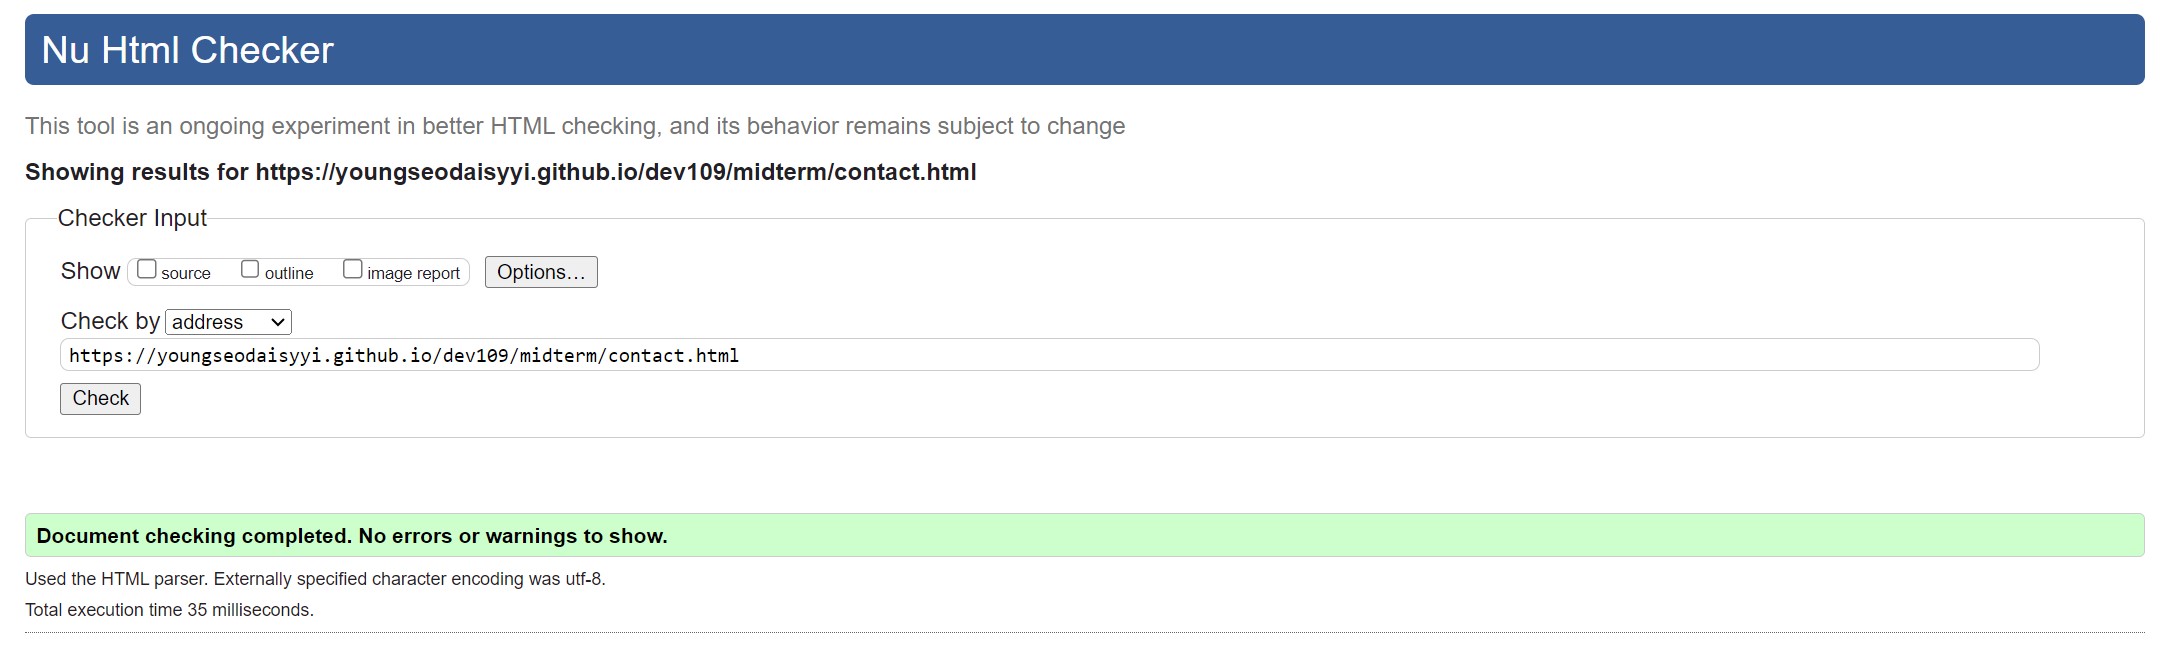 Nu Html Checker
This tool is an ongoing experiment in better HTML checking, and its behavior remains subject to change
Showing results for https://youngseodaisyyi.github.io/dev109/midterm/contact.html
Checker Input
Show source outline image report Options...
Check by address
https://youngseodaisyyi.github.io/dev109/midterm/contact.html
Check
Document checking completed. No errors or warnings to show.
Used the HTML parser. Externally specified character encoding was utf-8.
Total execution time 35 milliseconds.